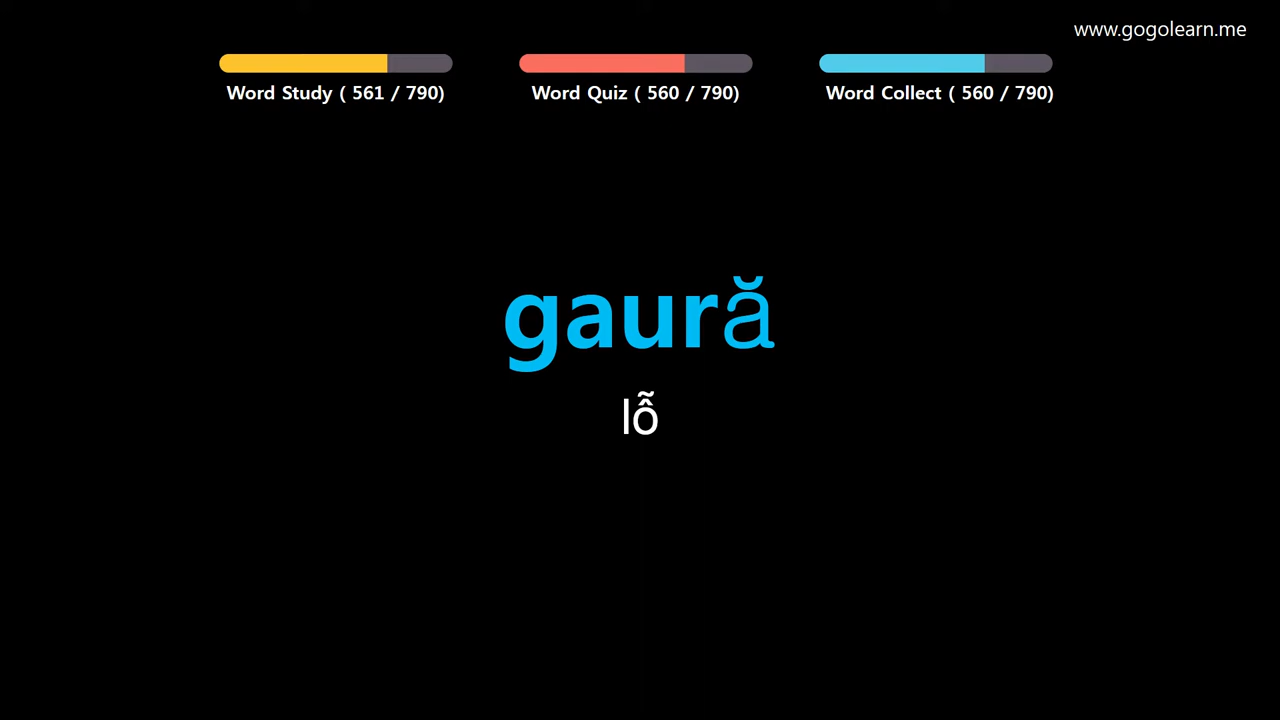 www.gogolearn.me
Word Study ( 561 / 790)
Word Quiz ( 560 / 790)
Word Collect ( 560 / 790)
gaură
lỗ